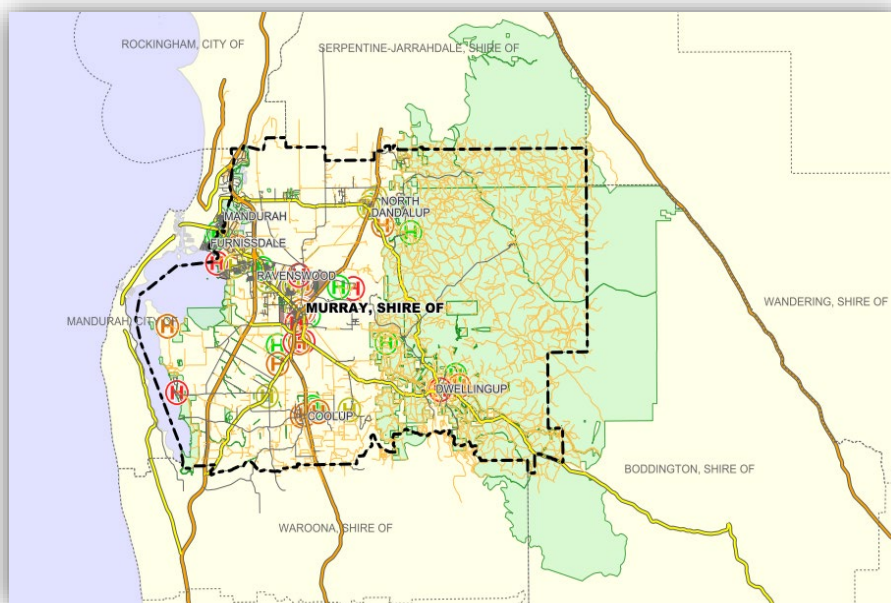 ROCKINGHAM, CITY OF
SERPENTINE-JARRAHDALE, SHIRE OF
NORTH
DANDALUP
MANDURAH
FURNISSDALE
RAVENSWOOD
MURRAY, SHIRE OF
WANDERING, SHIRE OF
MANDURAH, CITY OF
DWELLINGUP
COOLUP
BODDINGTON, SHIRE OF
WAROONA, SHIRE OF